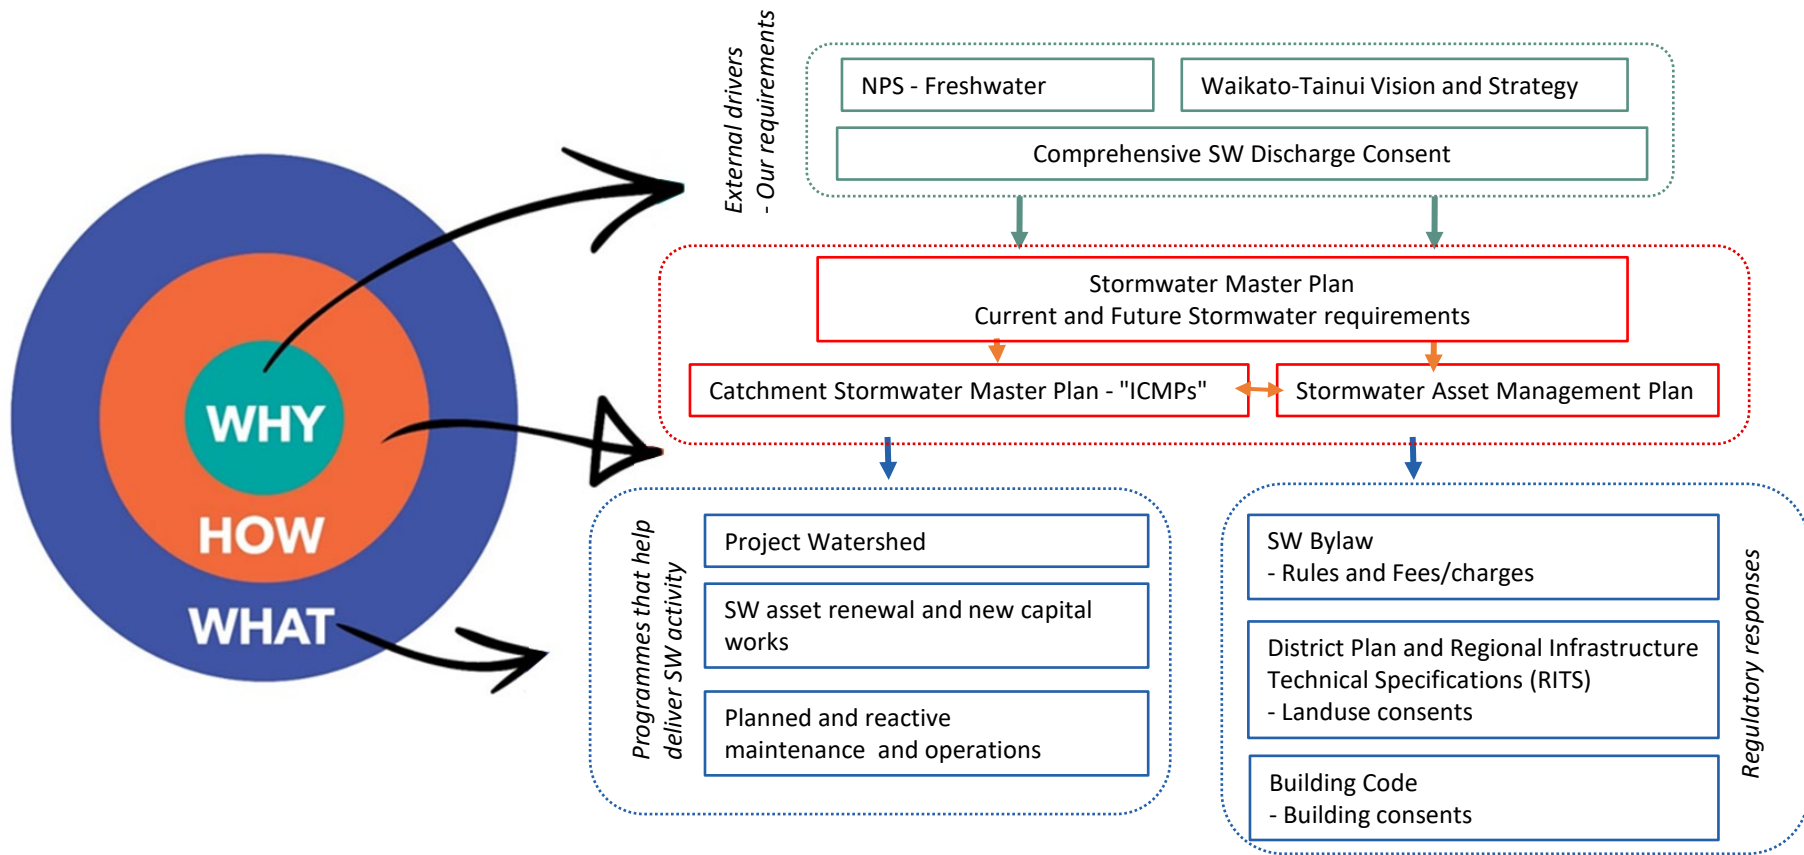 WHY
HOW
WHAT
External drivers
- Our requirements
NPS - Freshwater
Waikato-Tainui Vision and Strategy
Comprehensive SW Discharge Consent
Stormwater Master Plan
Current and Future Stormwater requirements
Catchment Stormwater Master Plan - "ICMPs"
Stormwater Asset Management Plan
Programmes that help
deliver SW activity
Project Watershed
SW asset renewal and new capital
works
Planned and reactive
maintenance and operations
SW Bylaw
- Rules and Fees/charges
District Plan and Regional Infrastructure
Technical Specifications (RITS)
- Landuse consents
Building Code
- Building consents
Regulatory responses